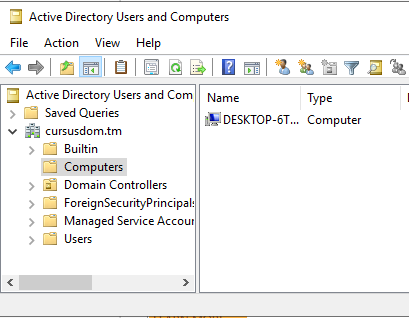 Active Directory Users and Computers
File Action View Help
Active Directory Users and Com
Saved Queries
cursusdom.tm
Builtin
Computers
Domain Controllers
ForeignSecurityPrincipals
Managed Service Accour
Users
Name Type
DESKTOP-6T... Computer